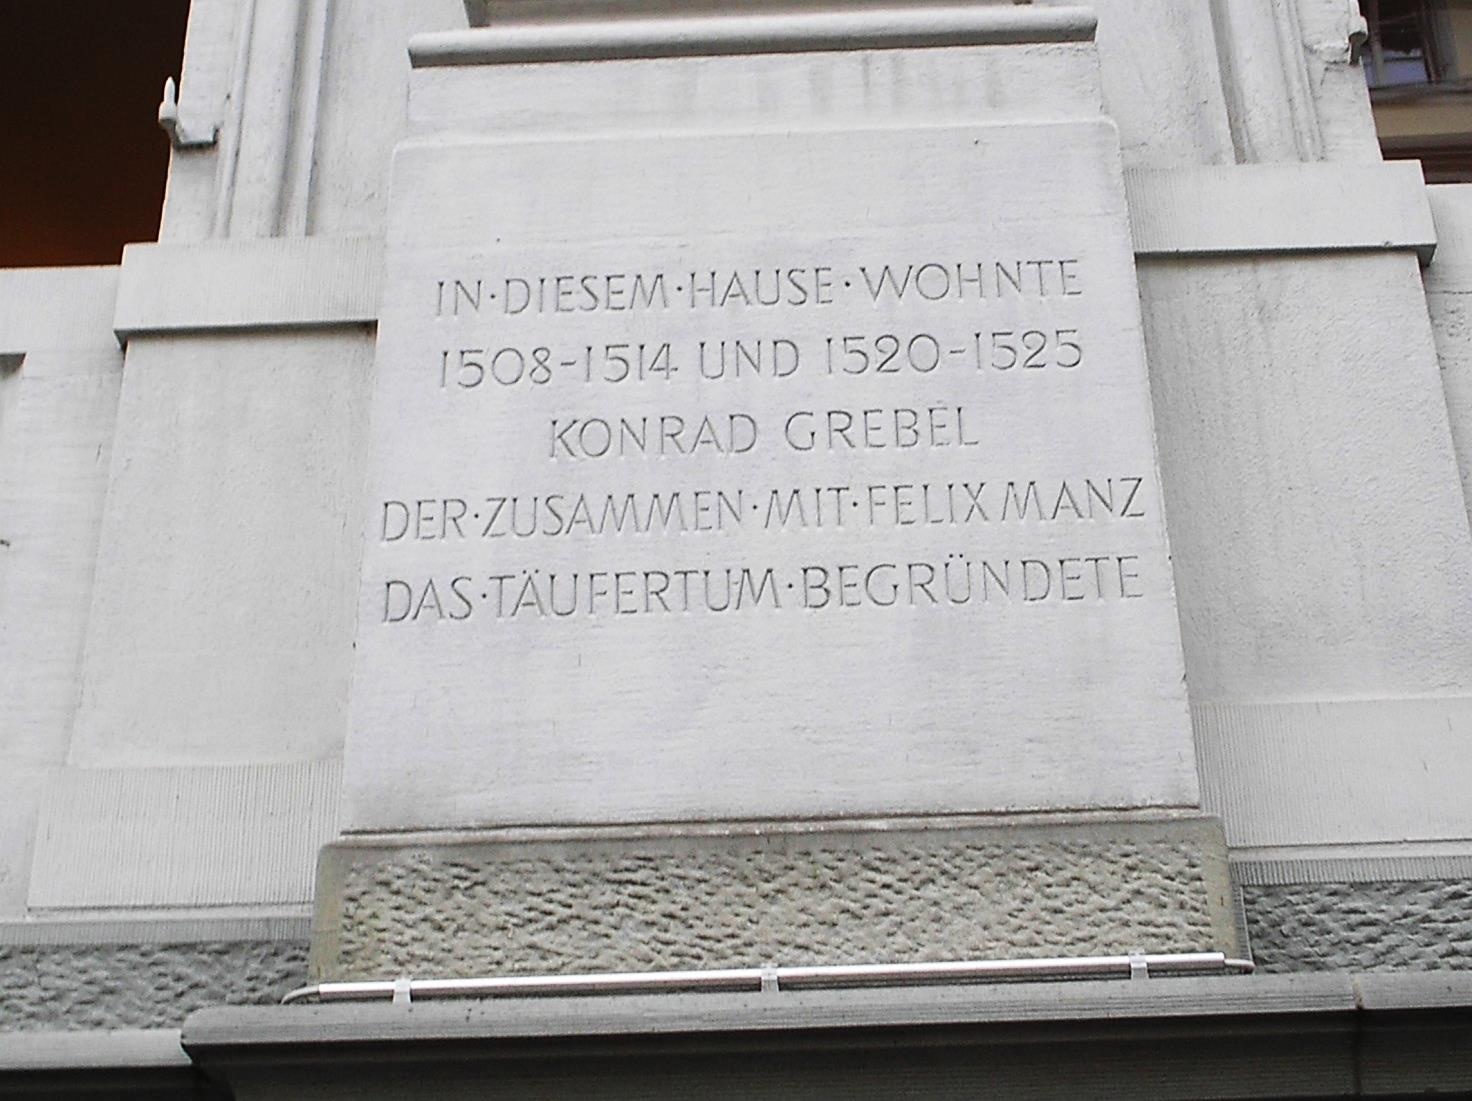 IN·DIESEM·HAUSE·WOHNTE
1508-1514 UND 1520-1525
KONRAD GREBEL
DER·ZUSAMMEN·MIT·FELIX MANZ
DAS·TÄUFERTUM·BEGRÜNDETE